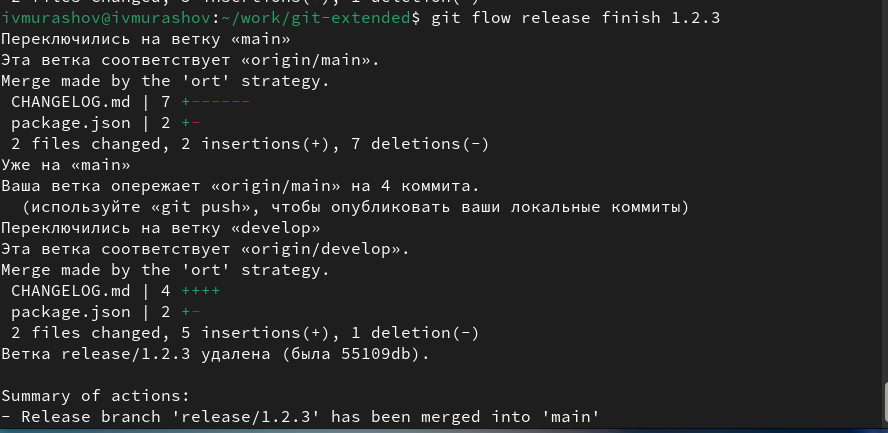 ivmurashov@ivmurashov:~/work/git-extended$ git flow release finish 1.2.3
Переключились на ветку «main»
Эта ветка соответствует «origin/main».
Merge made by the 'ort' strategy.
 CHANGELOG.md | 7 +------
 package.json | 2 +-
 2 files changed, 2 insertions(+), 7 deletions(-)
Уже на «main»
Ваша ветка опережает «origin/main» на 4 коммита.
  (используйте «git push», чтобы опубликовать ваши локальные коммиты)
Переключились на ветку «develop»
Эта ветка соответствует «origin/develop».
Merge made by the 'ort' strategy.
 CHANGELOG.md | 4 ++++
 package.json | 2 +-
 2 files changed, 5 insertions(+), 1 deletion(-)
Ветка release/1.2.3 удалена (была 55109db).

Summary of actions:
- Release branch 'release/1.2.3' has been merged into 'main'